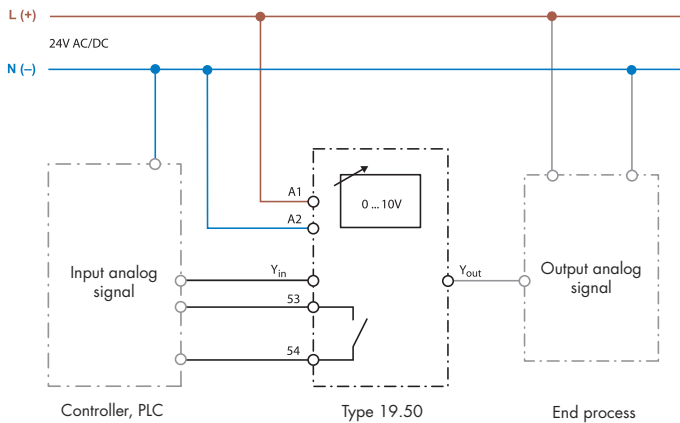 L (+)
24V AC/DC
N (–)
A1
0 ... 10V
A2
Input analog
signal
Yin
Yout
Output analog
signal
53
54
Controller, PLC
Type 19.50
End process